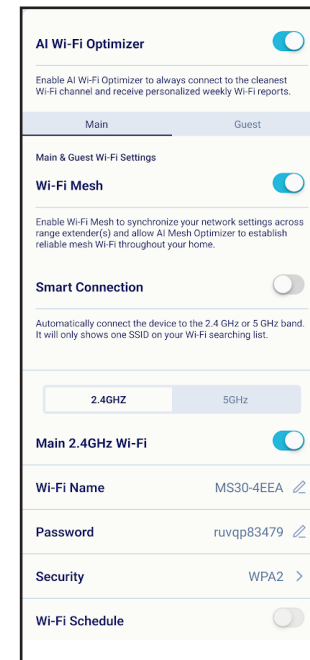 AI Wi-Fi Optimizer
Enable AI Wi-Fi Optimizer to always connect to the cleanest
Wi-Fi channel and receive personalized weekly Wi-Fi reports.
Main Guest
Main & Guest Wi-Fi Settings
Wi-Fi Mesh
Enable Wi-Fi Mesh to synchronize your network settings across
range extender(s) and allow AI Mesh Optimizer to establish
reliable mesh Wi-Fi throughout your home.
Smart Connection
Automatically connect the device to the 2.4 GHz or 5 GHz band.
It will only shows one SSID on your Wi-Fi searching list.
2.4GHZ 5GHz
Main 2.4GHz Wi-Fi
Wi-Fi Name MS30-4EEA
Password ruvqp83479
Security WPA2 >
Wi-Fi Schedule